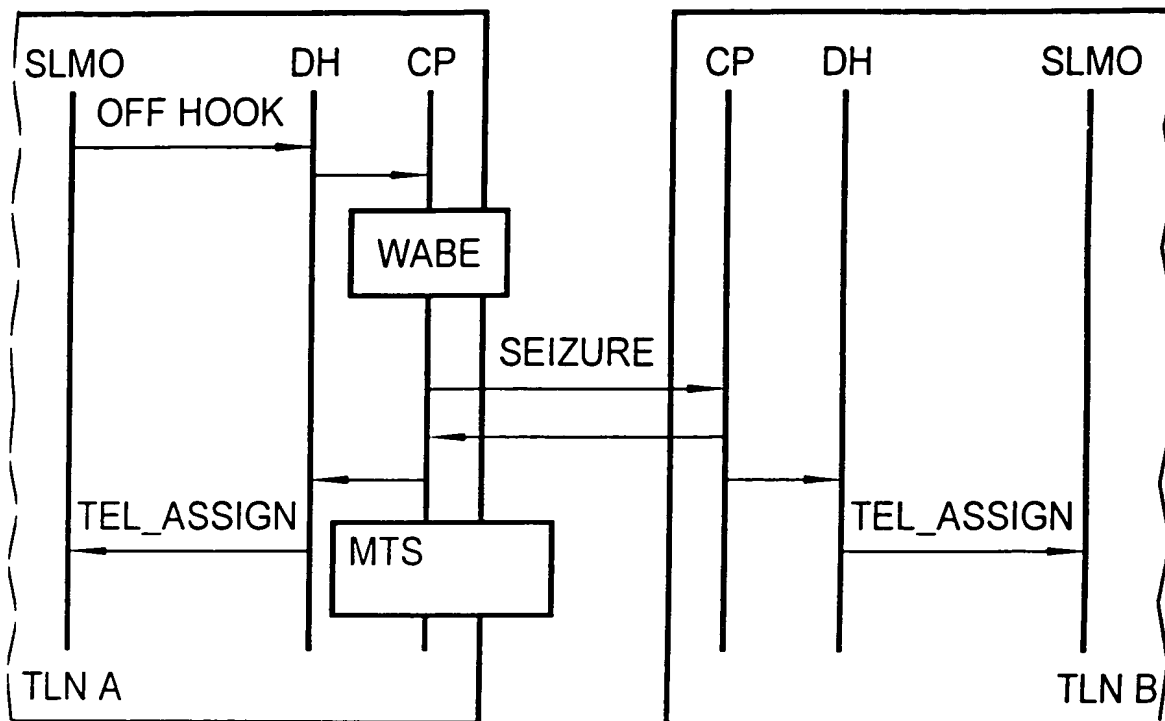 SLMO DH CP CP DH SLMO
OFF HOOK
WABE
SEIZURE
TEL_ASSIGN TEL_ASSIGN
MTS
TLN A TLN B